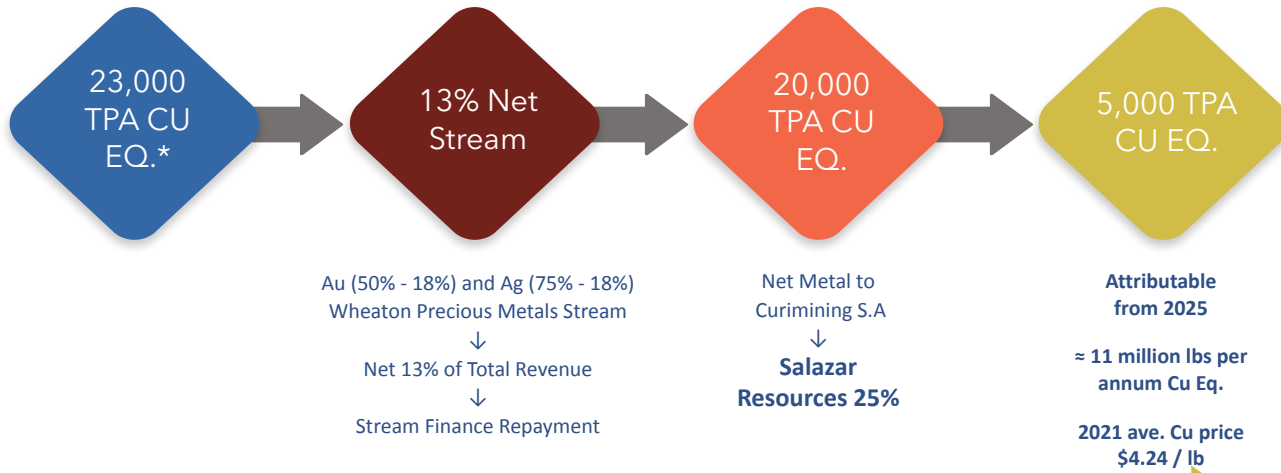 23,000
TPA CU
EQ.*
13% Net
Stream
20,000
TPA CU
EQ.
5,000 TPA
CU EQ.
Au (50% - 18%) and Ag (75% - 18%)
Wheaton Precious Metals Stream
↓
Net 13% of Total Revenue
↓
Stream Finance Repayment
Net Metal to
Curimining S.A
↓
Salazar
Resources 25%
Attributable
from 2025
≈ 11 million lbs per
annum Cu Eq.
2021 ave. Cu price
$4.24 / lb